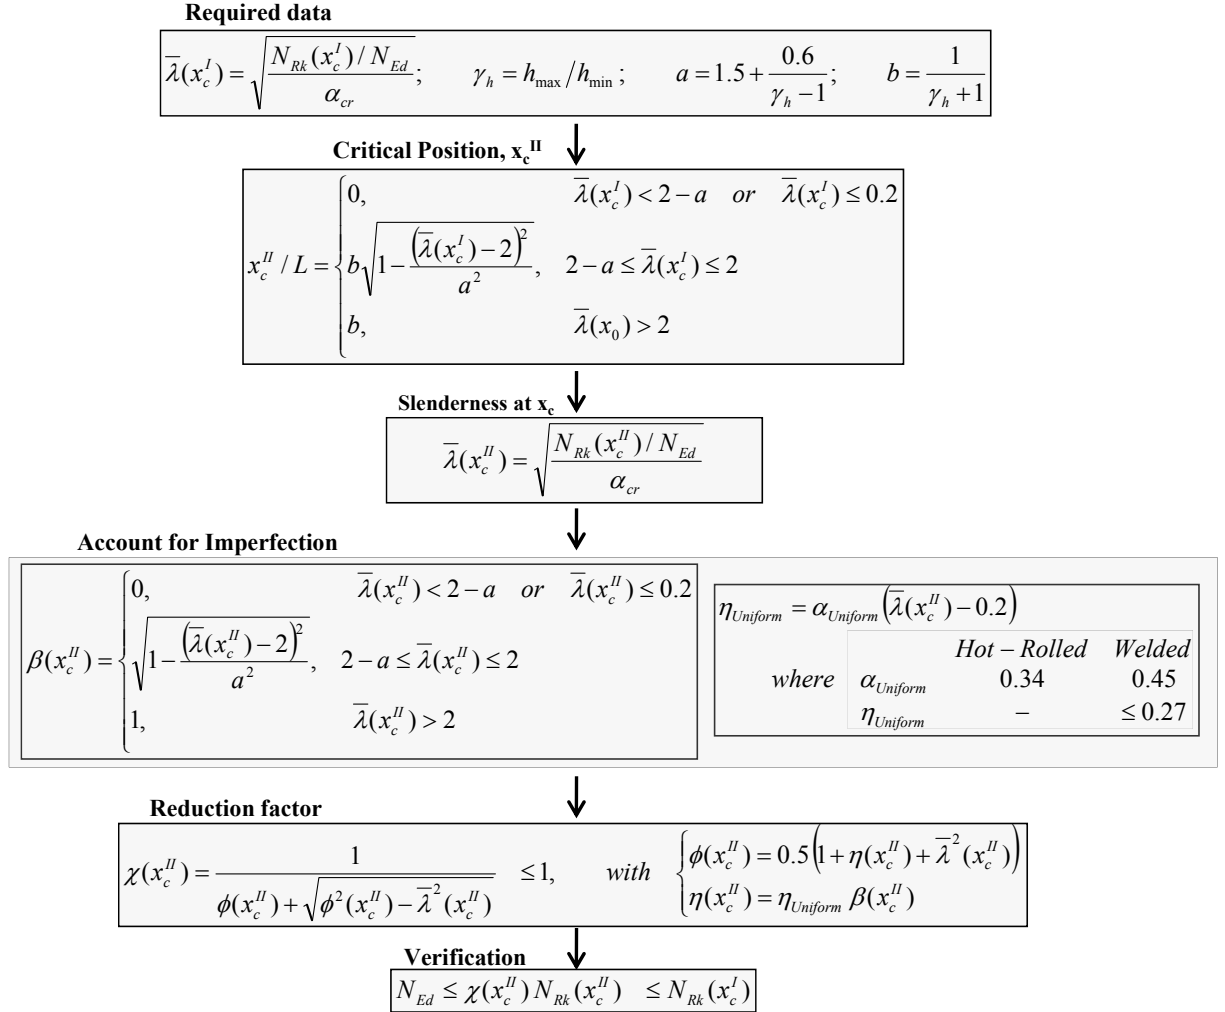 Required data
λ̅(x_c^I) = √((N_Rk(x_c^I) / N_Ed) / α_cr); γ_h = h_max / h_min ; a = 1.5 + 0.6 / (γ_h − 1); b = 1 / (γ_h + 1)
Critical Position, x_c^II
x_c^II / L = { 0, λ̅(x_c^I) < 2 − a or λ̅(x_c^I) ≤ 0.2
b √(1 − (λ̅(x_c^I) − 2)² / a²), 2 − a ≤ λ̅(x_c^I) ≤ 2
b, λ̅(x_0) > 2
Slenderness at x_c
λ̅(x_c^II) = √((N_Rk(x_c^II) / N_Ed) / α_cr)
Account for Imperfection
β(x_c^II) = { 0, λ̅(x_c^II) < 2 − a or λ̅(x_c^II) ≤ 0.2
√(1 − (λ̅(x_c^II) − 2)² / a²), 2 − a ≤ λ̅(x_c^II) ≤ 2
1, λ̅(x_c^II) > 2
η_Uniform = α_Uniform (λ̅(x_c^II) − 0.2)
Hot − Rolled Welded
where α_Uniform 0.34 0.45
η_Uniform − ≤ 0.27
Reduction factor
χ(x_c^II) = 1 / (φ(x_c^II) + √(φ²(x_c^II) − λ̅²(x_c^II))) ≤ 1, with { φ(x_c^II) = 0.5 (1 + η(x_c^II) + λ̅²(x_c^II))
η(x_c^II) = η_Uniform β(x_c^II)
Verification
N_Ed ≤ χ(x_c^II) N_Rk(x_c^II) ≤ N_Rk(x_c^I)